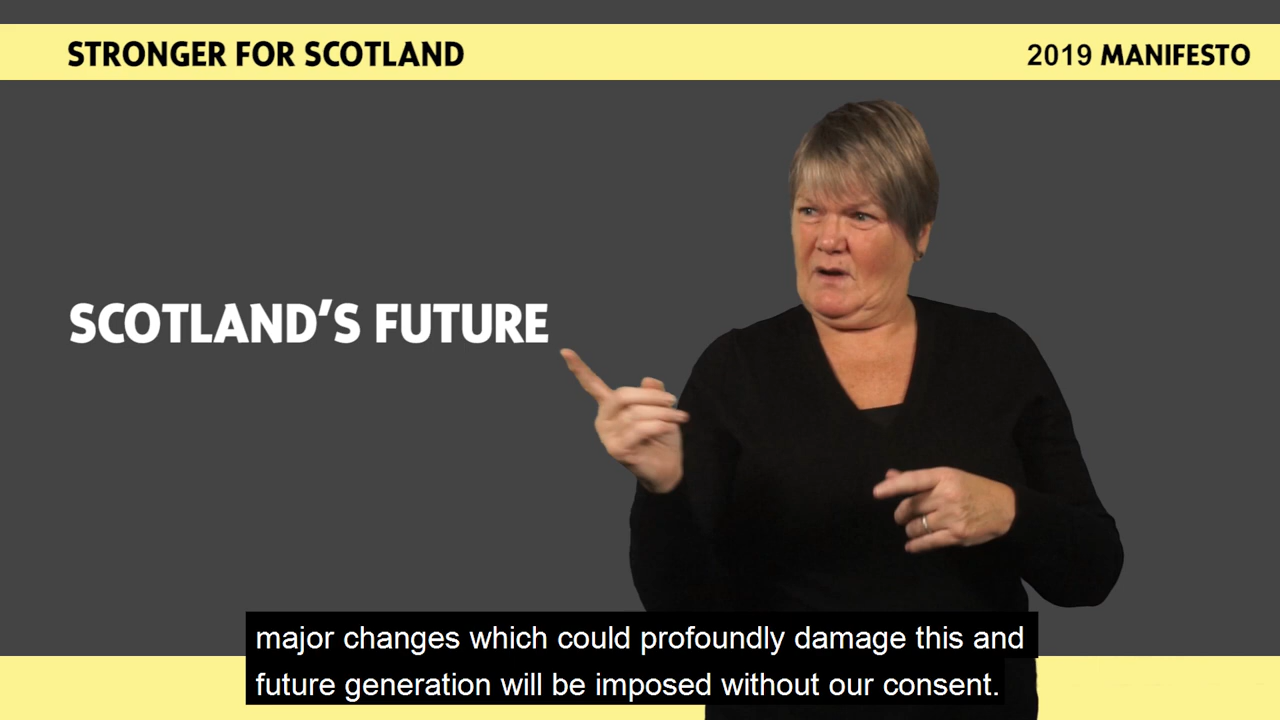 STRONGER FOR SCOTLAND
2019 MANIFESTO
SCOTLAND'S FUTURE
major changes which could profoundly damage this and
future generation will be imposed without our consent.